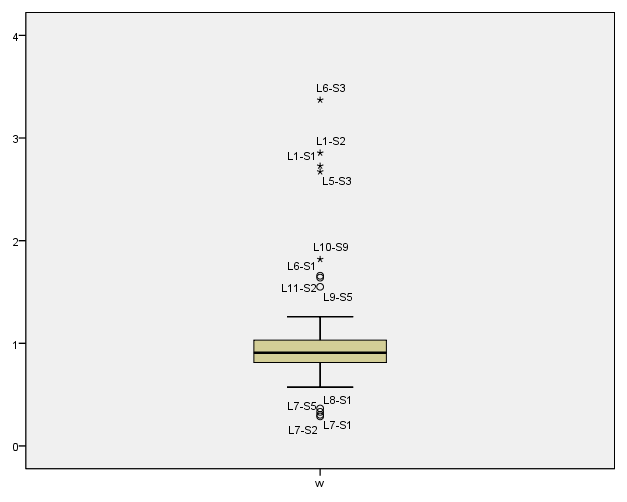 4
L6-S3
3
L1-S2
L1-S1
L5-S3
2
L10-S9
L6-S1
L11-S2
L9-S5
1
L8-S1
L7-S5
L7-S1
L7-S2
0
w